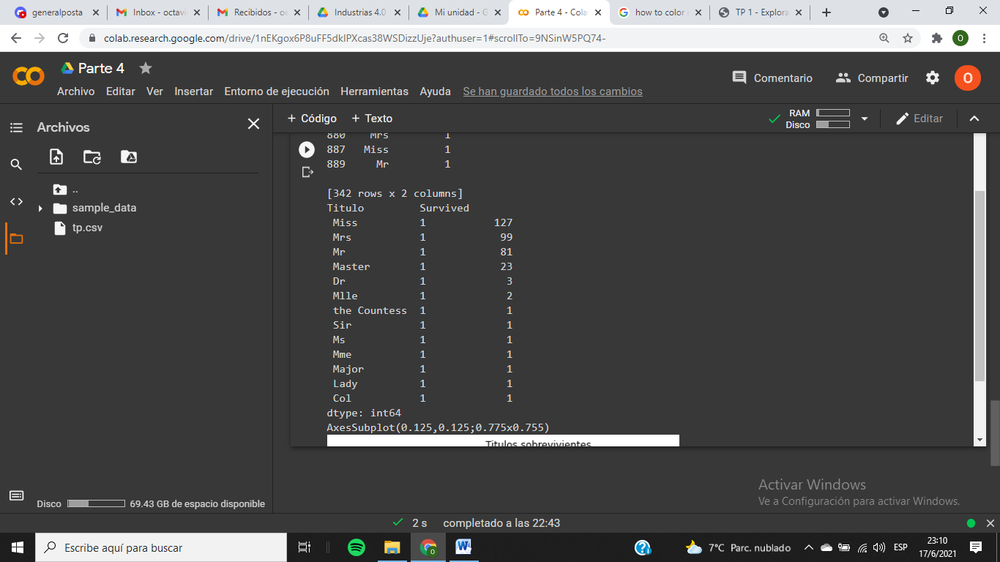 generalposta
Inbox - octavi
Recibidos - oc
Industrias 4.0
Mi unidad - G
Parte 4 - Cola
how to color
TP 1 - Explora
colab.research.google.com/drive/1nEKgox6P8uFF5dkIPXcas38WSDizzUje?authuser=1#scrollTo=9NSinW5PQ74-
O
Parte 4
Comentario
Compartir
O
Archivo Editar Ver Insertar Entorno de ejecución Herramientas Ayuda Se han guardado todos los cambios
Archivos
+ Código + Texto
RAM
Disco
Editar
..
sample_data
tp.csv
880 Mrs 1
887 Miss 1
889 Mr 1
[342 rows x 2 columns]
Titulo Survived
Miss 1 127
Mrs 1 99
Mr 1 81
Master 1 23
Dr 1 3
Mlle 1 2
the Countess 1 1
Sir 1 1
Ms 1 1
Mme 1 1
Major 1 1
Lady 1 1
Col 1 1
dtype: int64
AxesSubplot(0.125,0.125;0.775x0.755)
Titulos sobrevivientes
Activar Windows
Ve a Configuración para activar Windows.
Disco 69.43 GB de espacio disponible
2 s completado a las 22:43
Escribe aquí para buscar
7°C Parc. nublado
ESP
23:10
17/6/2021